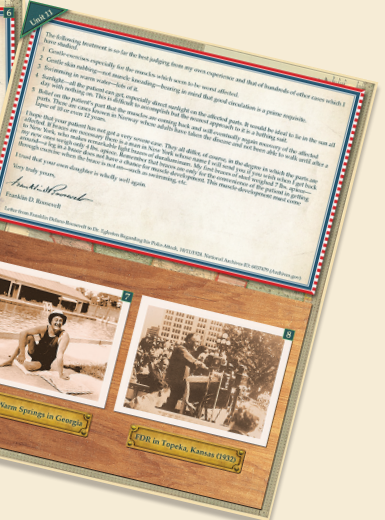 6
Unit 11
The following treatment is so far the best judging from my own experience and that of hundreds of other cases which I
have studied.
1 Gentle exercises especially for the muscles which seem to be worst affected.
2 Gentle skin rubbing—not muscle kneading—bearing in mind that good circulation is a prime requisite.
3 Swimming in warm water—lots of it.
4 Sunlight—all the patient can get, especially direct sunlight on the affected parts. It would be ideal to lie in the sun all
day with nothing on. This is difficult to accomplish but the nearest approach to it is a bathing suit.
5 Belief on the patient's part that the muscles are coming back and will eventually regain recovery of the affected
parts. There are cases known in Norway where adults have taken the disease and not been able to walk until after a
lapse of 10 or even 12 years.
I hope that your patient has not got a very severe case. They all differ, of course, in the degree in which the parts are
affected. If braces are necessary there is a man in New York whose name I will send you if you wish when I get back
to New York, who makes remarkable light braces of duraluminum. My first braces of steel weighed 7 lbs. apiece—
my new ones weigh only 4 lbs. apiece. Remember that braces are only for the convenience of the patient in getting
around—a leg in a brace does not have a chance for muscle development. This muscle development must come
through exercise when the brace is not on—such as swimming, etc.
I trust that your own daughter is wholly well again.
Very truly yours,
Franklin D. Roosevelt
Franklin D. Roosevelt
Letter from Franklin Delano Roosevelt to Dr. Egleston Regarding his Polio Attack, 10/11/1924. National Archives ID 6037479 (Archives.gov).
7
8
Warm Springs in Georgia
FDR in Topeka, Kansas (1932)